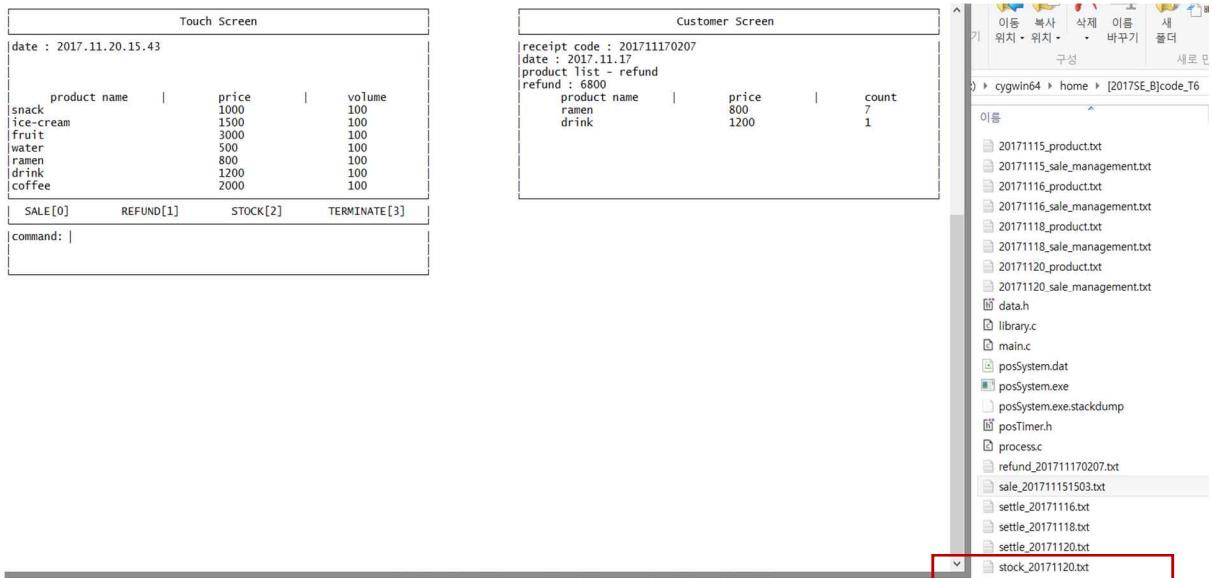 Touch Screen
date : 2017.11.20.15.43
product name | price | volume
snack 1000 100
ice-cream 1500 100
fruit 3000 100
water 500 100
ramen 800 100
drink 1200 100
coffee 2000 100
SALE[0] REFUND[1] STOCK[2] TERMINATE[3]
command:
Customer Screen
receipt code : 201711170207
date : 2017.11.17
product list - refund
refund : 6800
product name | price | count
ramen 800 7
drink 1200 1
이동 복사 삭제 이름 새
위치 위치 바꾸기 폴더
구성 새로
cygwin64 home [2017SE_B]code_T6
이름
20171115_product.txt
20171115_sale_management.txt
20171116_product.txt
20171116_sale_management.txt
20171118_product.txt
20171118_sale_management.txt
20171120_product.txt
20171120_sale_management.txt
data.h
library.c
main.c
posSystem.dat
posSystem.exe
posSystem.exe.stackdump
posTimer.h
process.c
refund_201711170207.txt
sale_201711151503.txt
settle_20171116.txt
settle_20171118.txt
settle_20171120.txt
stock_20171120.txt